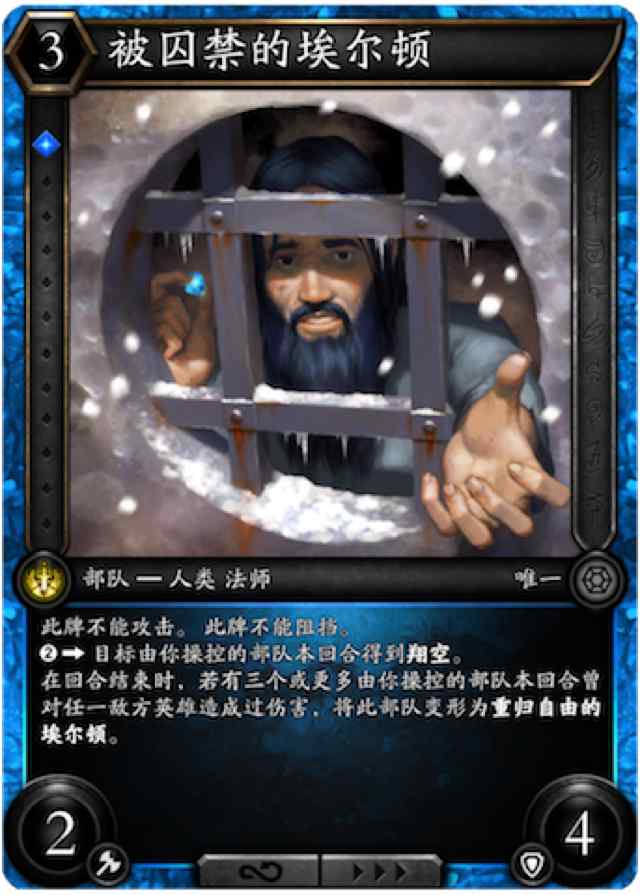 3
被囚禁的埃尔顿
部队 — 人类 法师
唯一
此牌不能攻击。 此牌不能阻挡。
❷➡ 目标由你操控的部队本回合得到翔空。
在回合结束时，若有三个或更多由你操控的部队本回合曾
对任一敌方英雄造成过伤害，将此部队变形为重归自由的
埃尔顿。
2
4